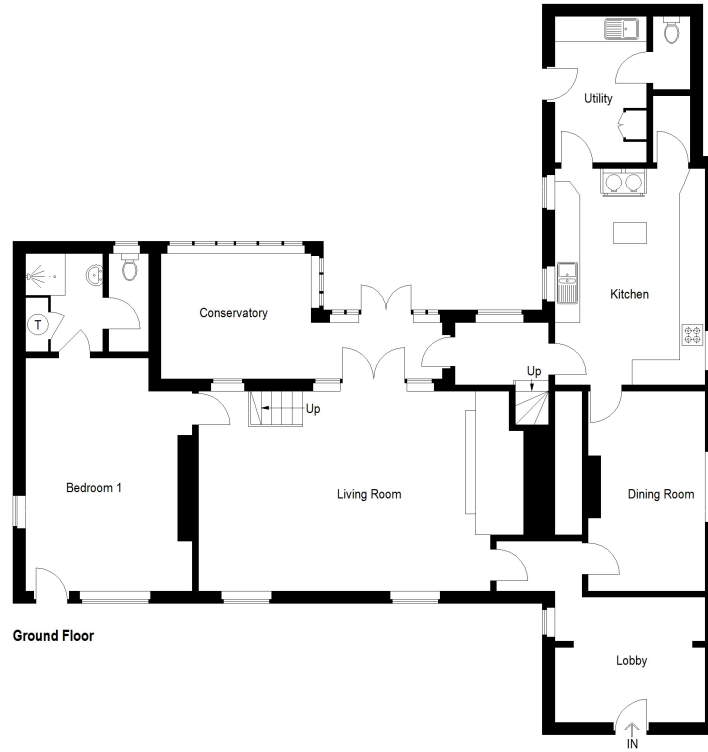 Utility
Kitchen
Conservatory
T
Up
Up
Bedroom 1
Living Room
Dining Room
Ground Floor
Lobby
IN